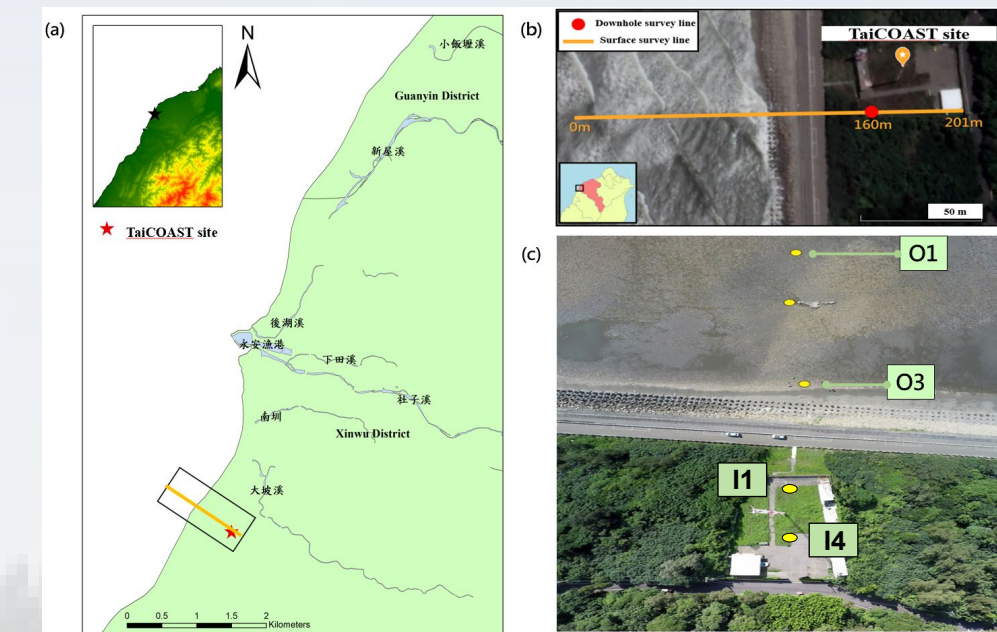 (a)
N
TaiCOAST site
小飯壢溪
Guanyin District
新屋溪
後湖溪
永安漁港
下田溪
社子溪
南圳
Xinwu District
大坡溪
0 0.5 1 1.5 2
Kilometers
(b)
Downhole survey line
Surface survey line
TaiCOAST site
0m
160m
201m
50 m
(c)
O1
O3
I1
I4